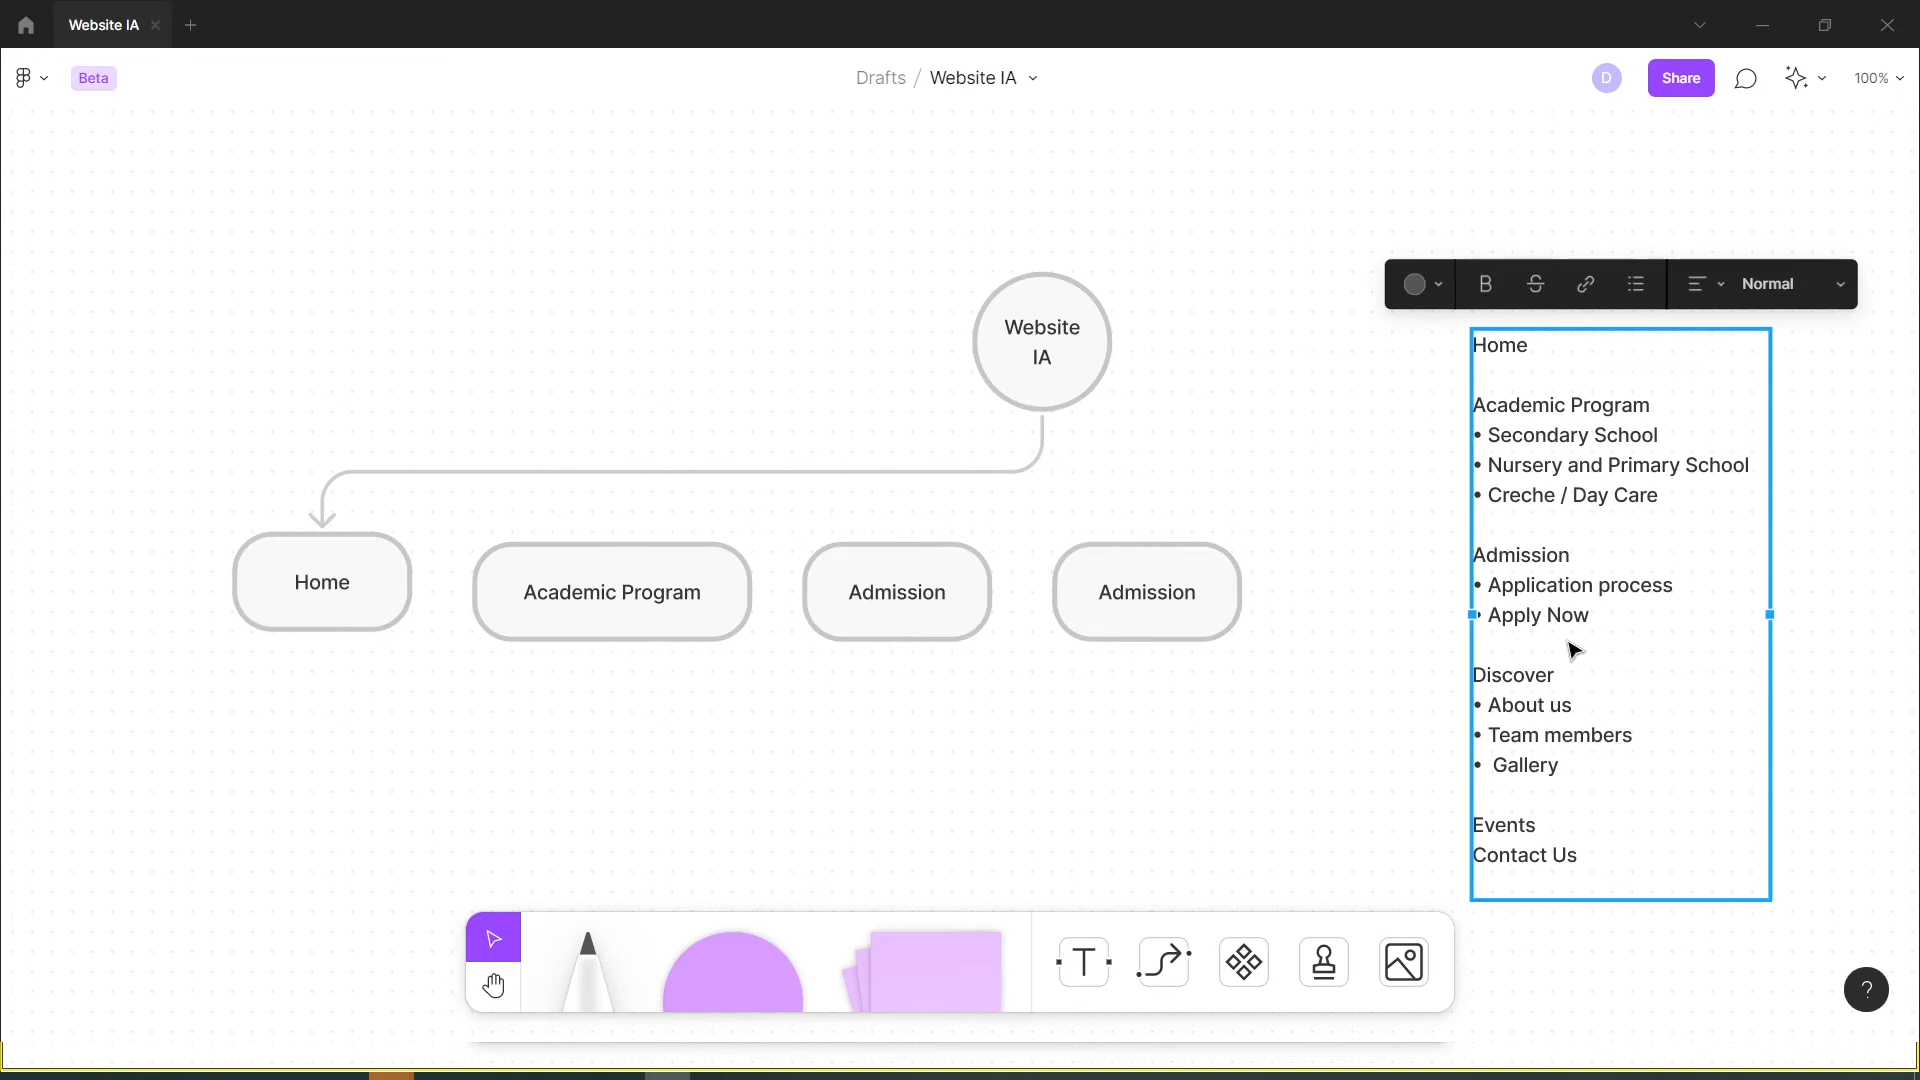 Website IA
Beta
Drafts / Website IA
D
Share
100%
Normal
Website
IA
Home
Academic Program
Admission
Admission
Home
Academic Program
• Secondary School
• Nursery and Primary School
• Creche / Day Care
Admission
• Application process
• Apply Now
Discover
• About us
• Team members
• Gallery
Events
Contact Us
?